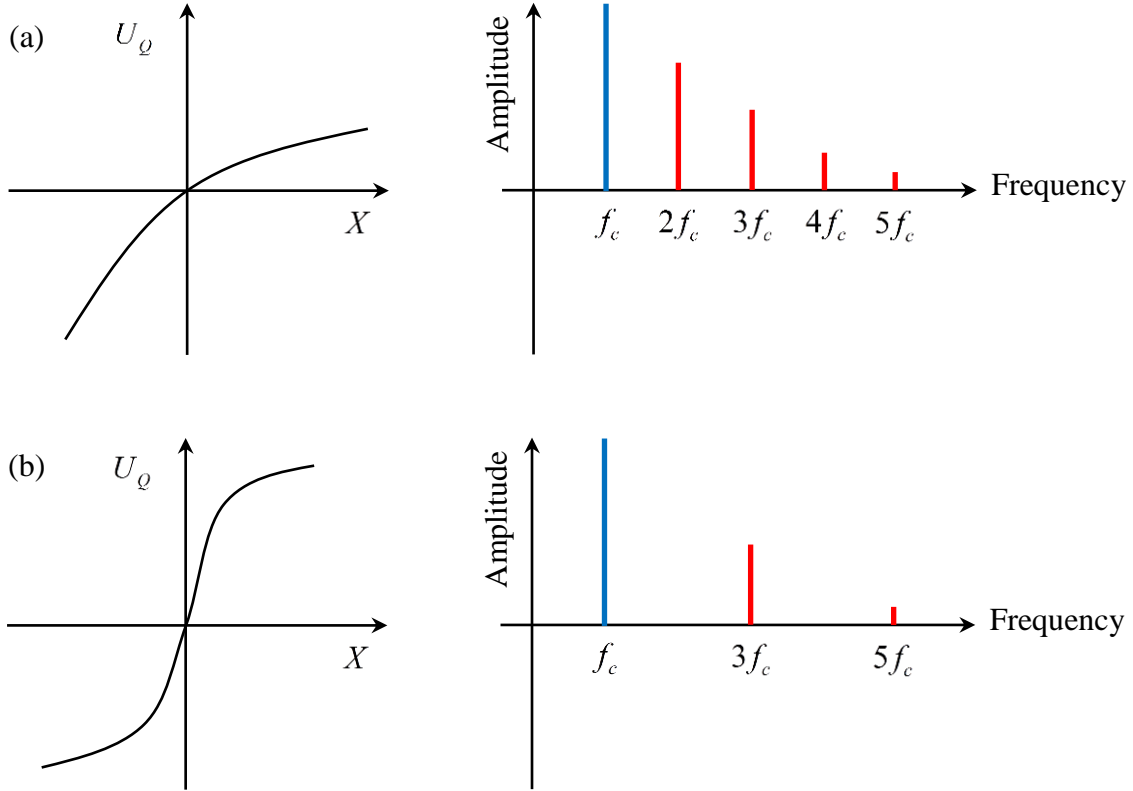 (a)
U_Q
X
Amplitude
Frequency
f_c
2f_c
3f_c
4f_c
5f_c
(b)
U_Q
X
Amplitude
Frequency
f_c
3f_c
5f_c